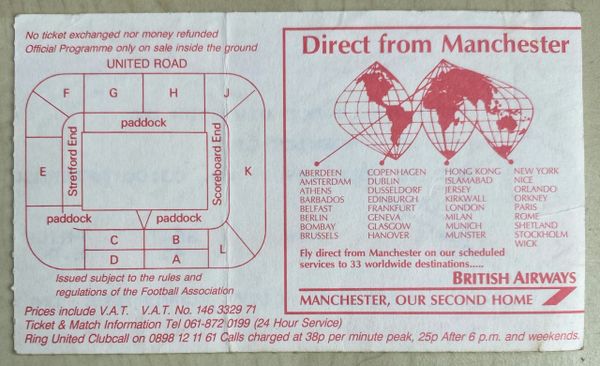 No ticket exchanged nor money refunded
Official Programme only on sale inside the ground
UNITED ROAD
F G H J
paddock
Stretford End
Scoreboard End
E
K
paddock
paddock
C B
D A
L
Issued subject to the rules and
regulations of the Football Association
Prices include V.A.T. V.A.T. No. 146 3329 71
Ticket & Match Information Tel 061-872 0199 (24 Hour Service)
Ring United Clubcall on 0898 12 11 61 Calls charged at 38p per minute peak, 25p After 6 p.m. and weekends.
Direct from Manchester
ABERDEEN
AMSTERDAM
ATHENS
BARBADOS
BELFAST
BERLIN
BOMBAY
BRUSSELS
COPENHAGEN
DUBLIN
DUSSELDORF
EDINBURGH
FRANKFURT
GENEVA
GLASGOW
HANOVER
HONG KONG
ISLAMABAD
JERSEY
KIRKWALL
LONDON
MILAN
MUNICH
MUNSTER
NEW YORK
NICE
ORLANDO
ORKNEY
PARIS
ROME
SHETLAND
STOCKHOLM
WICK
Fly direct from Manchester on our scheduled
services to 33 worldwide destinations.....
BRITISH AIRWAYS
MANCHESTER, OUR SECOND HOME